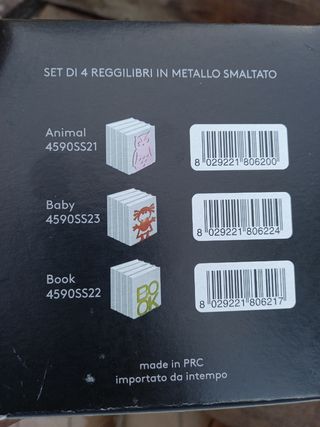 SET DI 4 REGGILIBRI IN METALLO SMALTATO
Animal
4590SS21
8 029221 806200
Baby
4590SS23
8 029221 806224
Book
4590SS22
BO
OK
8 029221 806217
made in PRC
importato da intempo